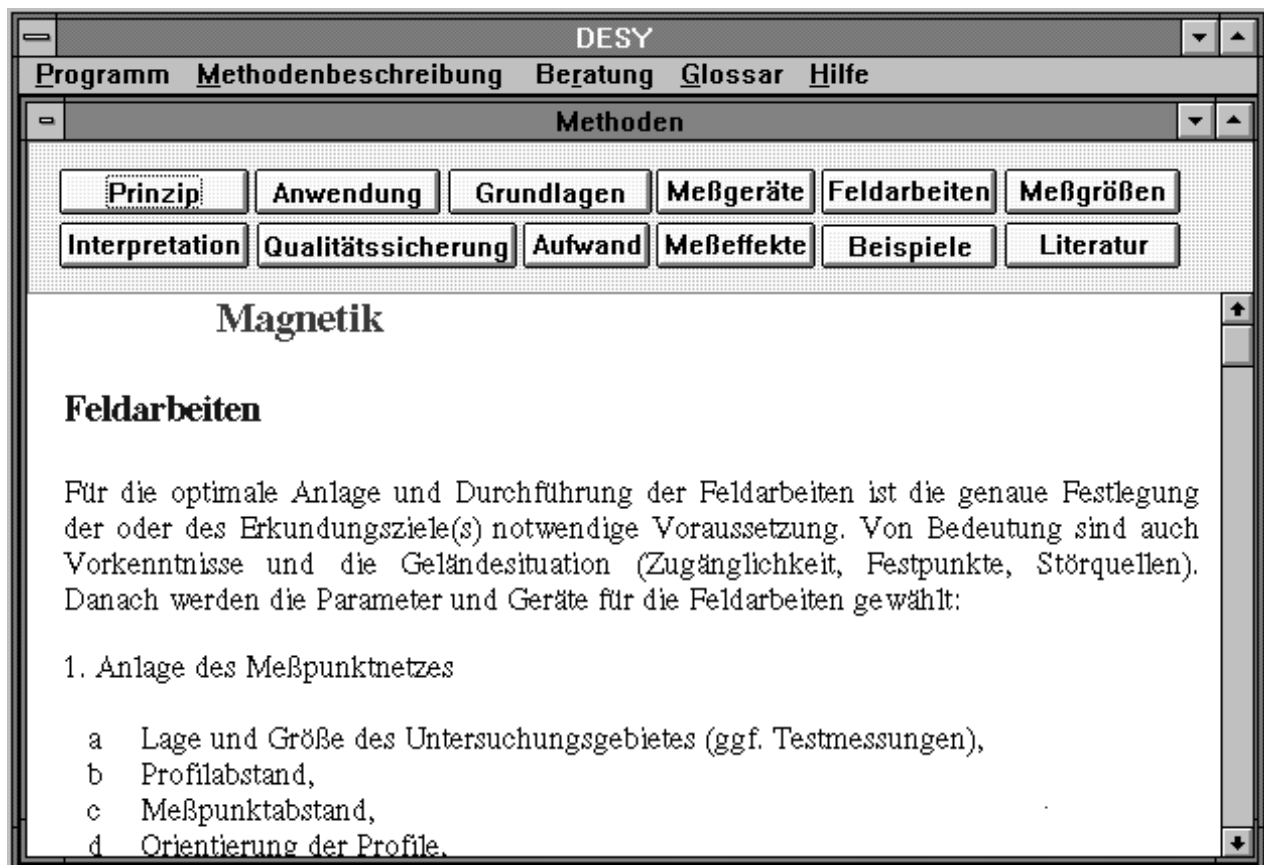 DESY
Programm Methodenbeschreibung Beratung Glossar Hilfe
Methoden
Prinzip Anwendung Grundlagen Meßgeräte Feldarbeiten Meßgrößen
Interpretation Qualitätssicherung Aufwand Meßeffekte Beispiele Literatur
Magnetik
Feldarbeiten
Für die optimale Anlage und Durchführung der Feldarbeiten ist die genaue Festlegung
der oder des Erkundungsziele(s) notwendige Voraussetzung. Von Bedeutung sind auch
Vorkenntnisse und die Geländesituation (Zugänglichkeit, Festpunkte, Störquellen).
Danach werden die Parameter und Geräte für die Feldarbeiten gewählt:
1. Anlage des Meßpunktnetzes
a Lage und Größe des Untersuchungsgebietes (ggf. Testmessungen),
b Profilabstand,
c Meßpunktabstand,
d Orientierung der Profile,